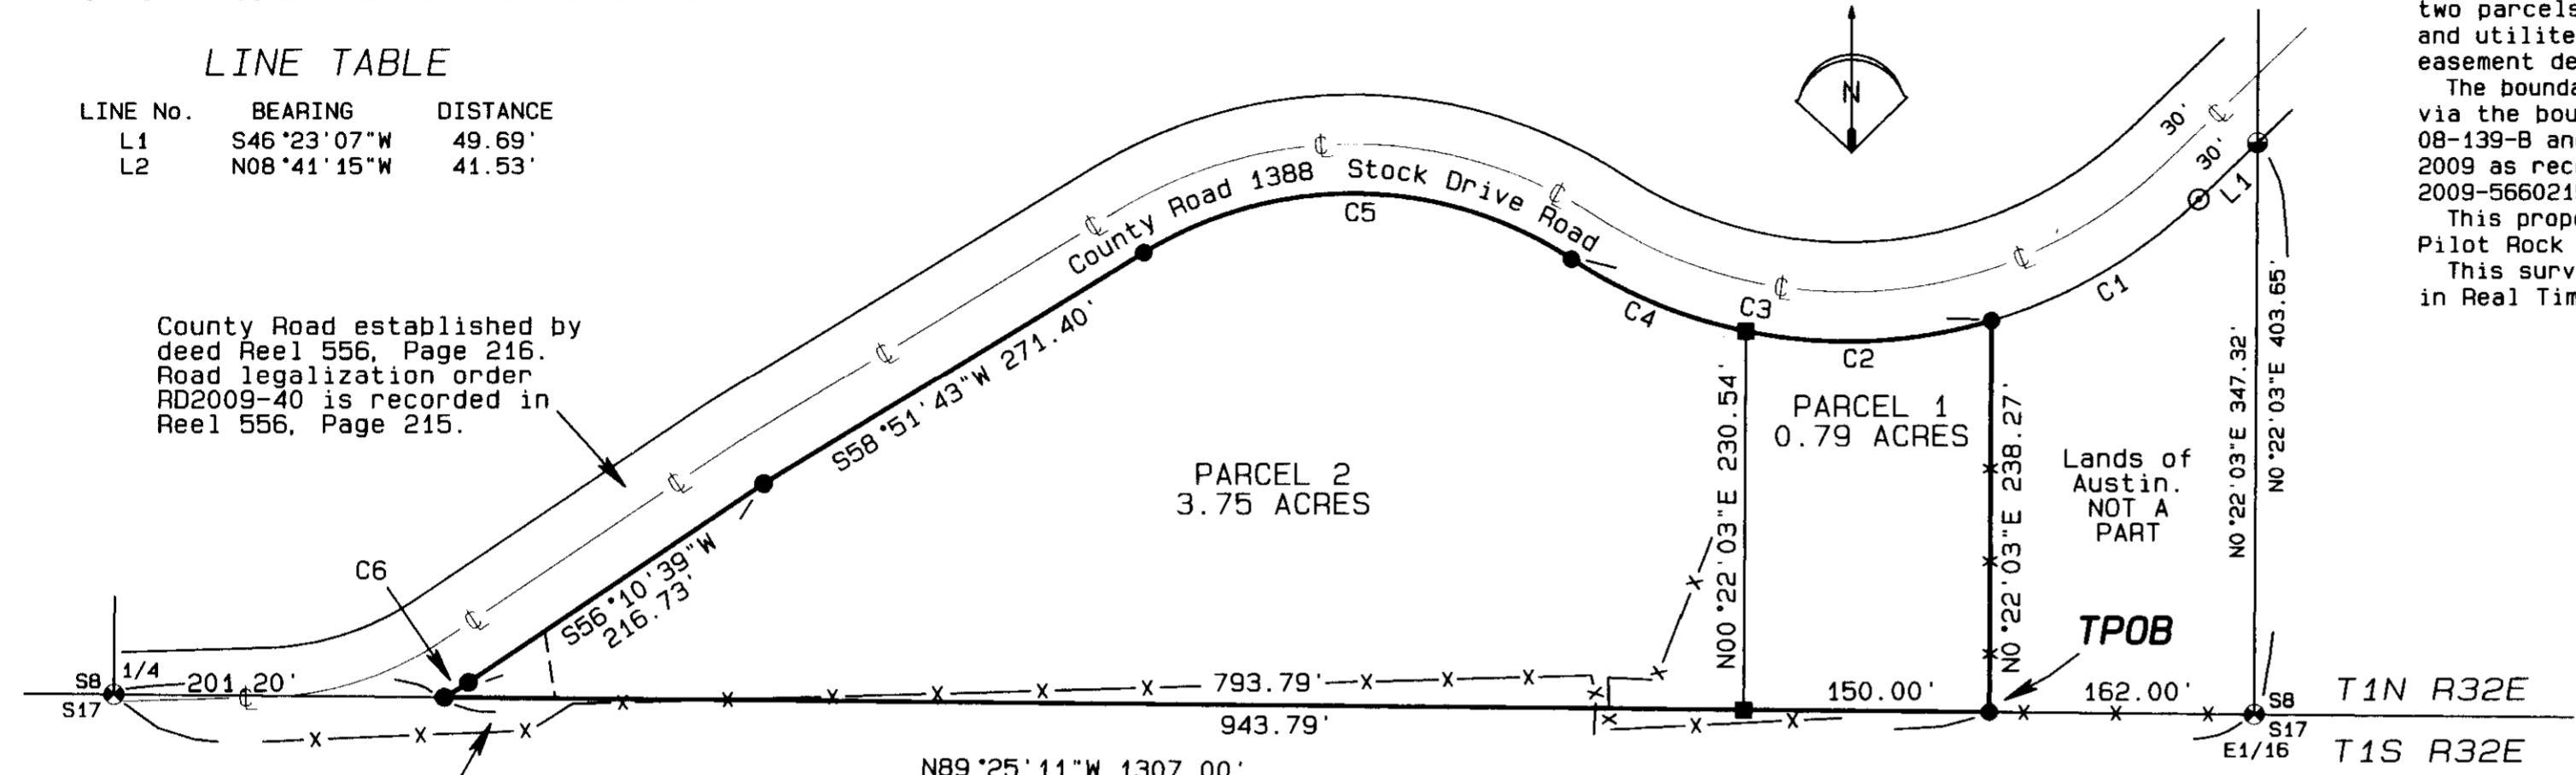 LINE TABLE
LINE No. BEARING DISTANCE
L1 S46°23'07"W 49.69'
L2 N08°41'15"W 41.53'
two parcels
and utilite
easement de
The bounda
via the bou
08-139-B an
2009 as rec
2009-566021
This prope
Pilot Rock
This surv
in Real Tim
N
30'
30'
L1
County Road 1388 Stock Drive Road
C5
C4
C3
C2
C1
County Road established by
deed Reel 556, Page 216.
Road legalization order
RD2009-40 is recorded in
Reel 556, Page 215.
S58°51'43"W 271.40'
S56°10'39"W
216.73'
C6
PARCEL 2
3.75 ACRES
PARCEL 1
0.79 ACRES
N00°22'03"E 230.54'
N0°22'03"E 238.27'
Lands of
Austin.
NOT A
PART
N0°22'03"E 347.32'
N0°22'03"E 403.65'
TPOB
S8 1/4
S17
201.20'
793.79'
943.79'
150.00'
162.00'
S8
S17
E1/16
T1N R32E
T1S R32E
N89°25'11"W 1307.00'